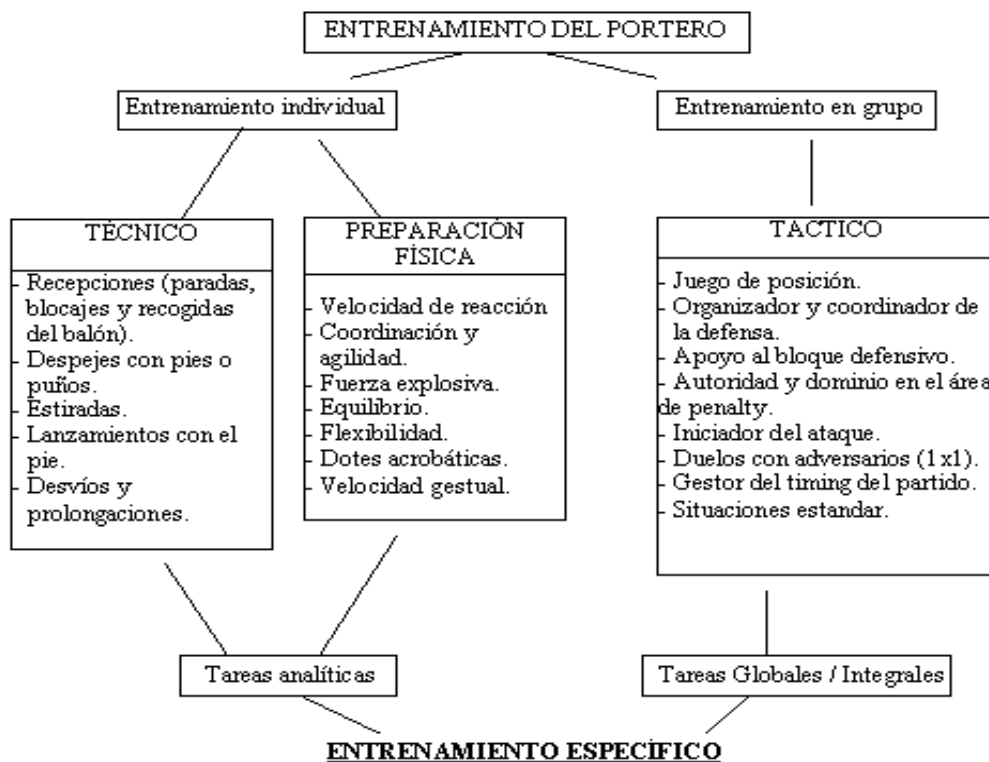 ENTRENAMIENTO DEL PORTERO
Entrenamiento individual
Entrenamiento en grupo
TÉCNICO
- Recepciones (paradas,
blocajes y recogidas
del balón).
- Despejes con pies o
puños.
- Estiradas.
- Lanzamientos con el
pie.
- Desvíos y
prolongaciones.
PREPARACIÓN
FÍSICA
- Velocidad de reacción
- Coordinación y
agilidad.
- Fuerza explosiva.
- Equilibrio.
- Flexibilidad.
- Dotes acrobáticas.
- Velocidad gestual.
TACTICO
- Juego de posición.
- Organizador y coordinador de
la defensa.
- Apoyo al bloque defensivo.
- Autoridad y dominio en el área
de penalty.
- Iniciador del ataque.
- Duelos con adversarios (1x1).
- Gestor del timing del partido.
- Situaciones estandar.
Tareas analíticas
Tareas Globales / Integrales
ENTRENAMIENTO ESPECÍFICO